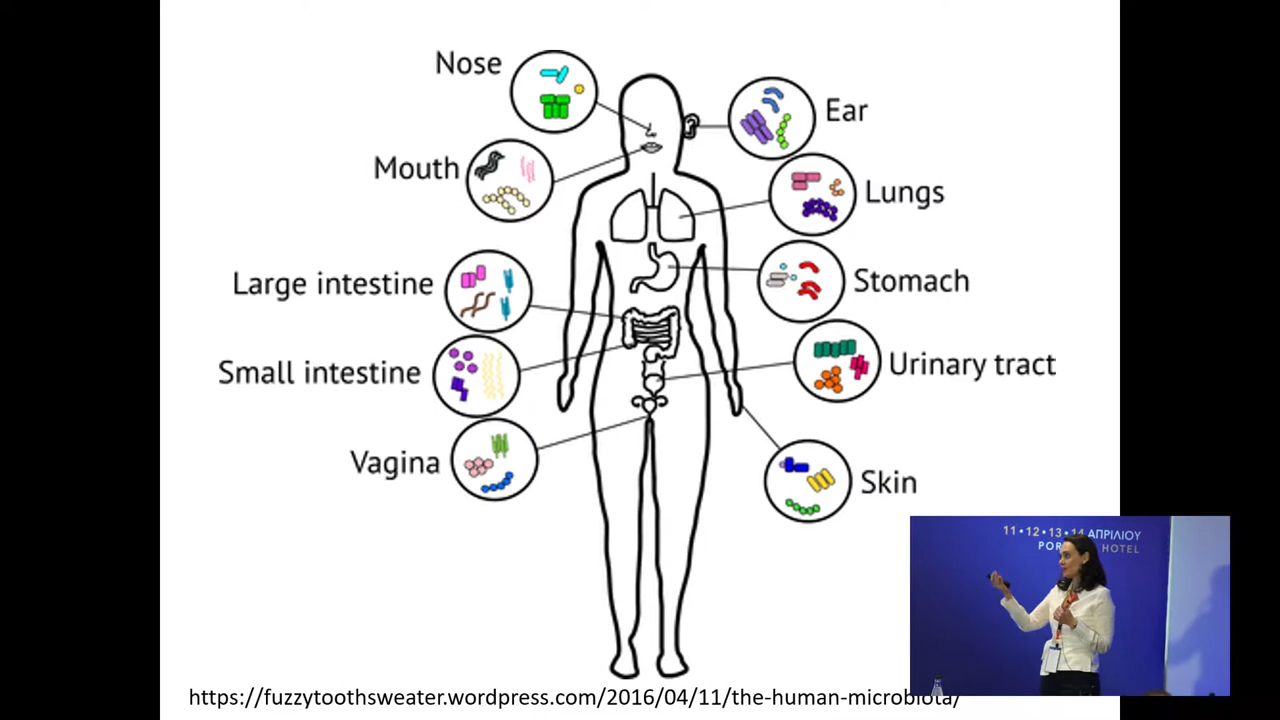 Nose
Ear
Mouth
Lungs
Large intestine
Stomach
Small intestine
Urinary tract
Vagina
Skin
11•12•13•14 ΑΠΡΙΛΙΟΥ
HOTEL
https://fuzzytoothsweater.wordpress.com/2016/04/11/the-human-microbiota/